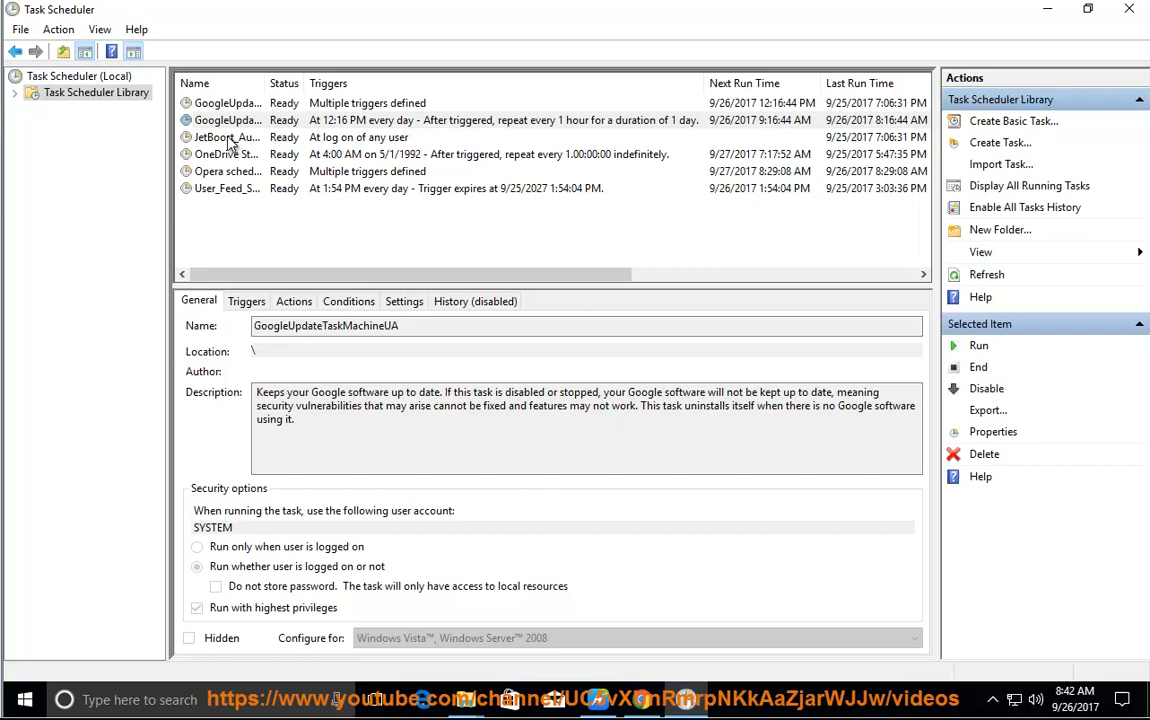 Task Scheduler
File Action View Help
Task Scheduler (Local)
Task Scheduler Library
Name Status Triggers Next Run Time Last Run Time
GoogleUpda... Ready Multiple triggers defined 9/26/2017 12:16:44 PM 9/25/2017 7:06:31 PM
GoogleUpda... Ready At 12:16 PM every day - After triggered, repeat every 1 hour for a duration of 1 day. 9/26/2017 9:16:44 AM 9/26/2017 8:16:44 AM
JetBoort_Au... Ready At log on of any user 9/25/2017 7:06:31 PM
OneDrive St... Ready At 4:00 AM on 5/1/1992 - After triggered, repeat every 1.00:00:00 indefinitely. 9/27/2017 7:17:52 AM 9/25/2017 5:47:35 PM
Opera sched... Ready Multiple triggers defined 9/27/2017 8:29:08 AM 9/26/2017 8:29:08 AM
User_Feed_S... Ready At 1:54 PM every day - Trigger expires at 9/25/2027 1:54:04 PM. 9/26/2017 1:54:04 PM 9/25/2017 3:03:36 PM
General Triggers Actions Conditions Settings History (disabled)
Name: GoogleUpdateTaskMachineUA
Location: \
Author:
Description: Keeps your Google software up to date. If this task is disabled or stopped, your Google software will not be kept up to date, meaning
security vulnerabilities that may arise cannot be fixed and features may not work. This task uninstalls itself when there is no Google software
using it.
Security options
When running the task, use the following user account:
SYSTEM
Run only when user is logged on
Run whether user is logged on or not
Do not store password. The task will only have access to local resources
Run with highest privileges
Hidden Configure for: Windows Vista™, Windows Server™ 2008
Actions
Task Scheduler Library
Create Basic Task...
Create Task...
Import Task...
Display All Running Tasks
Enable All Tasks History
New Folder...
View
Refresh
Help
Selected Item
Run
End
Disable
Export...
Properties
Delete
Help
Type here to search
8:42 AM
9/26/2017